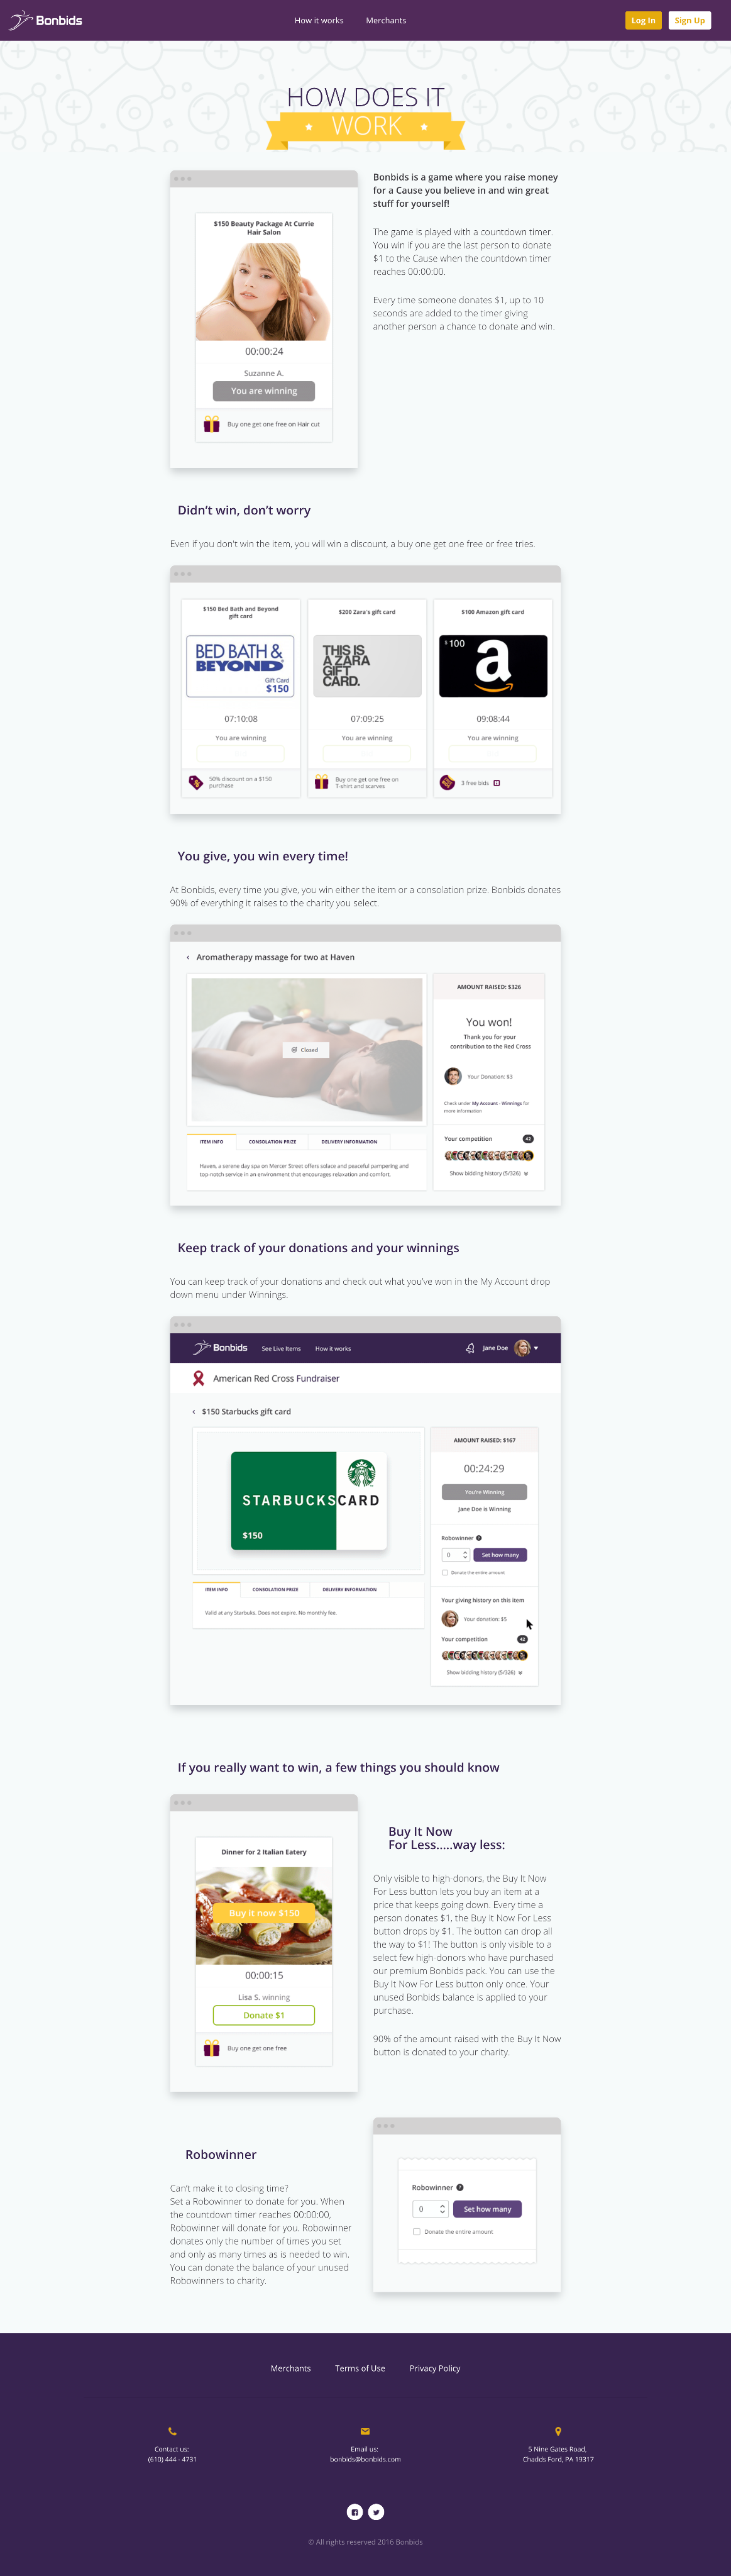 Bonbids
How it works
Merchants
Log In
Sign Up
HOW DOES IT
WORK
$150 Beauty Package At Currie
Hair Salon
00:00:24
Suzanne A.
You are winning
Buy one get one free on Hair cut
Bonbids is a game where you raise money
for a Cause you believe in and win great
stuff for yourself!
The game is played with a countdown timer.
You win if you are the last person to donate
$1 to the Cause when the countdown timer
reaches 00:00:00.
Every time someone donates $1, up to 10
seconds are added to the timer giving
another person a chance to donate and win.
Didn't win, don't worry
Even if you don't win the item, you will win a discount, a buy one get one free or free tries.
$150 Bed Bath and Beyond
gift card
BED BATH &
BEYOND
Gift Card
$150
07:10:08
You are winning
50% discount on a $150
purchase
$200 Zara's gift card
THIS IS
A ZARA
GIFT
CARD.
07:09:25
You are winning
Buy one get one free on
T-shirt and scarves
$100 Amazon gift card
$100
a
09:08:44
You are winning
3 free bids
You give, you win every time!
At Bonbids, every time you give, you win either the item or a consolation prize. Bonbids donates
90% of everything it raises to the charity you select.
Aromatherapy massage for two at Haven
Closed
ITEM INFO
CONSOLATION PRIZE
DELIVERY INFORMATION
Haven, a serene day spa on Mercer Street offers solace and peaceful pampering and
top-notch service in an environment that encourages relaxation and comfort.
AMOUNT RAISED: $326
You won!
Thank you for your
contribution to the Red Cross
Your Donation: $3
Check under My Account - Winnings for
more information
Your competition
42
Show bidding history (5/326)
Keep track of your donations and your winnings
You can keep track of your donations and check out what you've won in the My Account drop
down menu under Winnings.
Bonbids
See Live Items
How it works
Jane Doe
American Red Cross Fundraiser
$150 Starbucks gift card
STARBUCKS CARD
$150
ITEM INFO
CONSOLATION PRIZE
DELIVERY INFORMATION
Valid at any Starbuks. Does not expire. No monthly fee.
AMOUNT RAISED: $167
00:24:29
You're Winning
Jane Doe is Winning
Robowinner
0
Set how many
Donate the entire amount
Your giving history on this item
Your donation: $5
Your competition
42
Show bidding history (5/326)
If you really want to win, a few things you should know
Dinner for 2 Italian Eatery
Buy it now $150
00:00:15
Lisa S. winning
Donate $1
Buy one get one free
Buy It Now
For Less.....way less:
Only visible to high-donors, the Buy It Now
For Less button lets you buy an item at a
price that keeps going down. Every time a
person donates $1, the Buy It Now For Less
button drops by $1. The button can drop all
the way to $1! The button is only visible to a
select few high-donors who have purchased
our premium Bonbids pack. You can use the
Buy It Now For Less button only once. Your
unused Bonbids balance is applied to your
purchase.
90% of the amount raised with the Buy It Now
button is donated to your charity.
Robowinner
Can't make it to closing time?
Set a Robowinner to donate for you. When
the countdown timer reaches 00:00:00,
Robowinner will donate for you. Robowinner
donates only the number of times you set
and only as many times as is needed to win.
You can donate the balance of your unused
Robowinners to charity.
Robowinner
0
Set how many
Donate the entire amount
Merchants
Terms of Use
Privacy Policy
Contact us:
(610) 444 - 4731
Email us:
bonbids@bonbids.com
5 Nine Gates Road,
Chadds Ford, PA 19317
© All rights reserved 2016 Bonbids